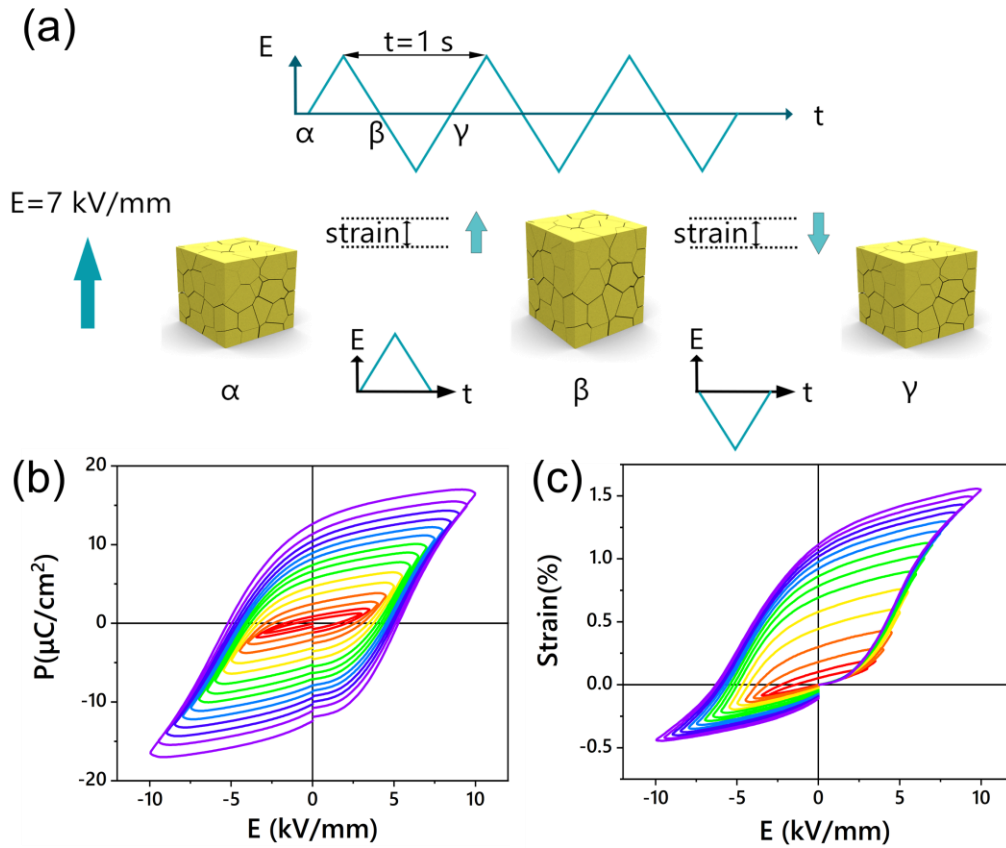 (a)
E
t=1 s
t
α
β
γ
E=7 kV/mm
strain
strain
E
t
E
t
α
β
γ
(b)
20
10
0
-10
-20
P(μC/cm²)
-10
-5
0
5
10
E (kV/mm)
(c)
1.5
1.0
0.5
0.0
-0.5
Strain(%)
-10
-5
0
5
10
E (kV/mm)